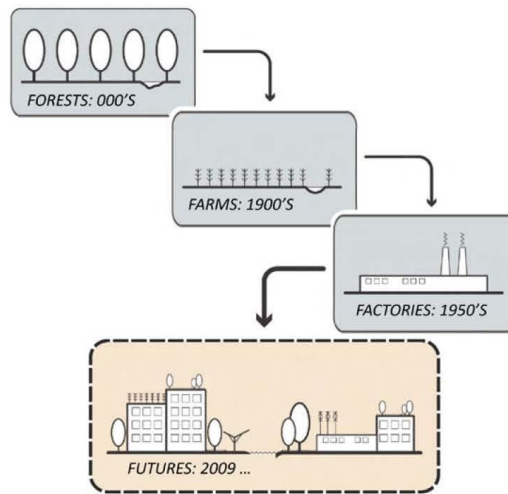 FORESTS: 000'S
FARMS: 1900'S
FACTORIES: 1950'S
FUTURES: 2009 ...